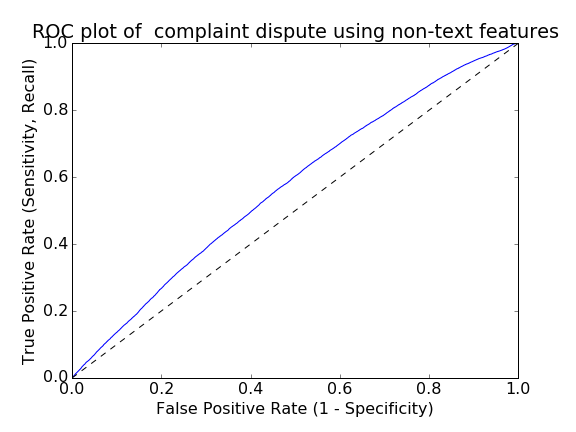 ROC plot of  complaint dispute using non-text features
1.0
0.8
0.6
0.4
0.2
0.0
True Positive Rate (Sensitivity, Recall)
0.0 0.2 0.4 0.6 0.8 1.0
False Positive Rate (1 - Specificity)